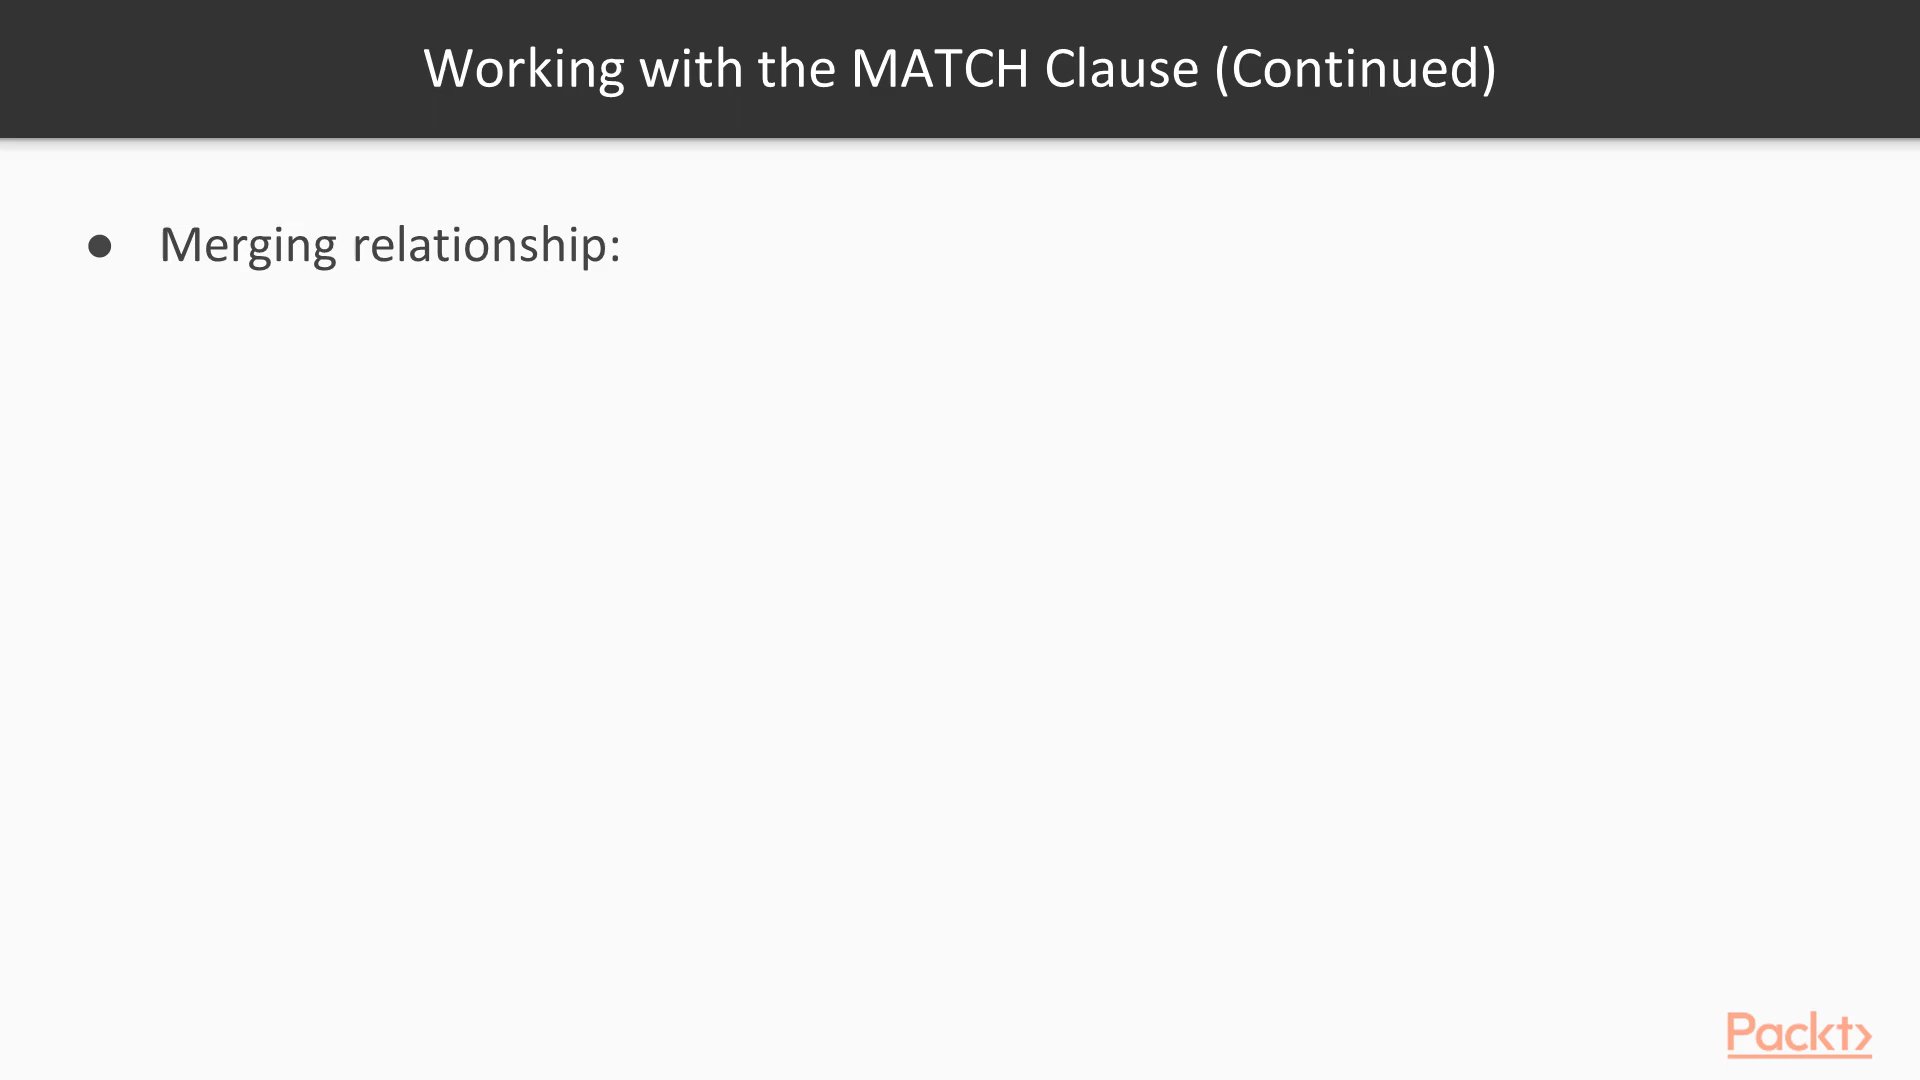 Working with the MATCH Clause (Continued)
● Merging relationship:
Packt>